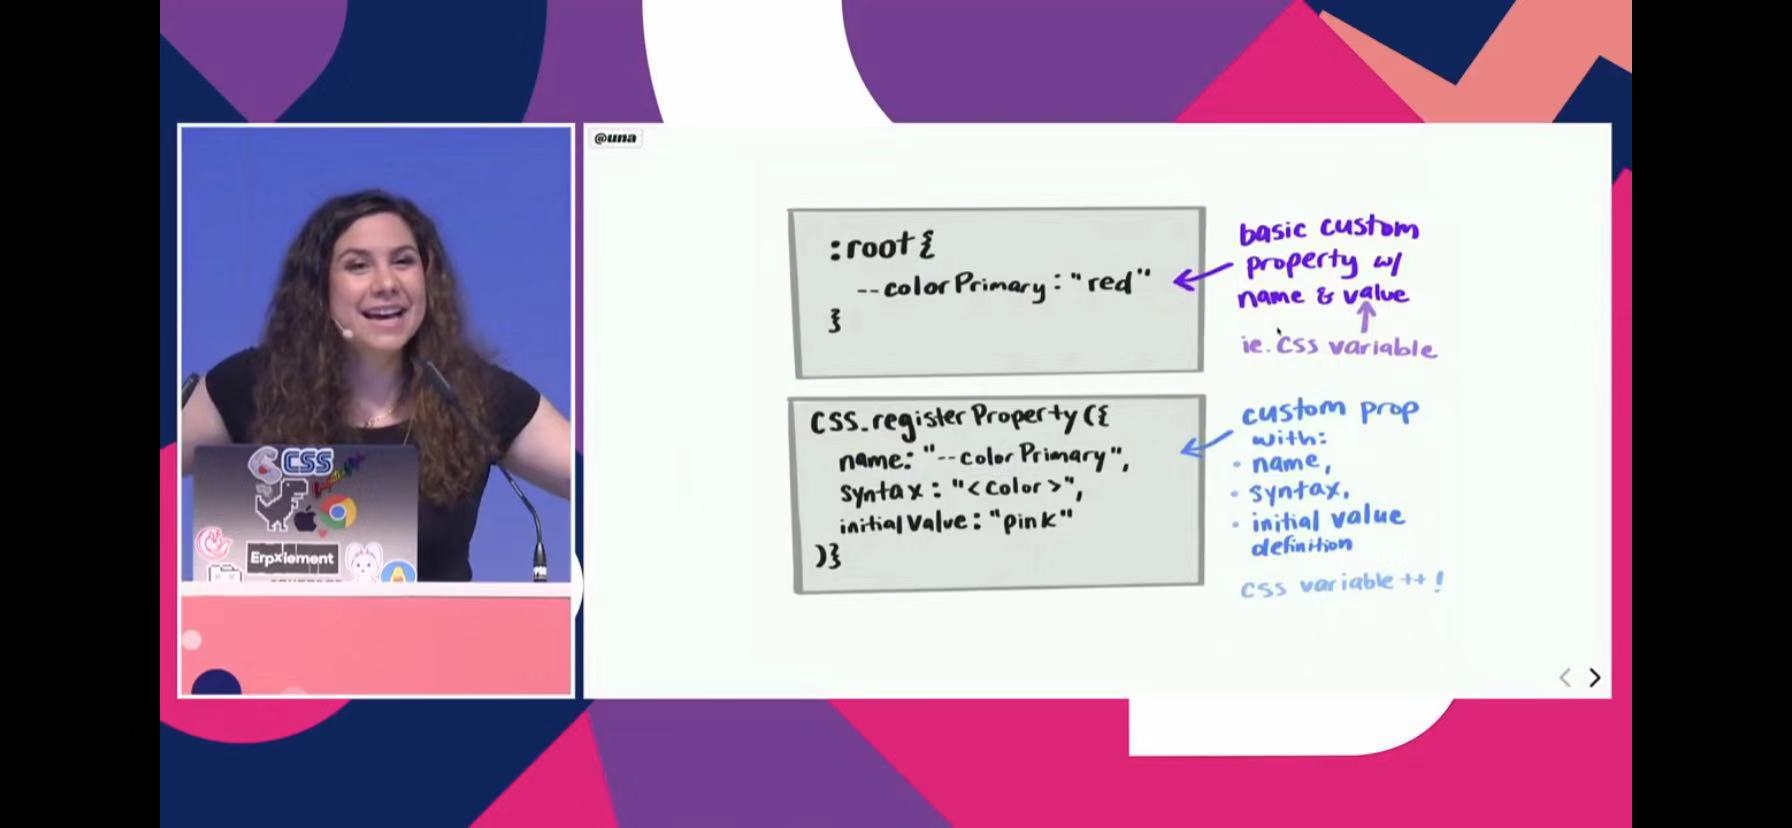 @una
:root{
--colorPrimary: "red"
}
basic custom
property w/
name & value
ie. CSS variable
CSS.registerProperty({
name: "--colorPrimary",
syntax: "<color>",
initialValue: "pink"
)}
custom prop
with:
• name,
• syntax,
• initial value
definition
css variable++!
CSS
Erpxlement